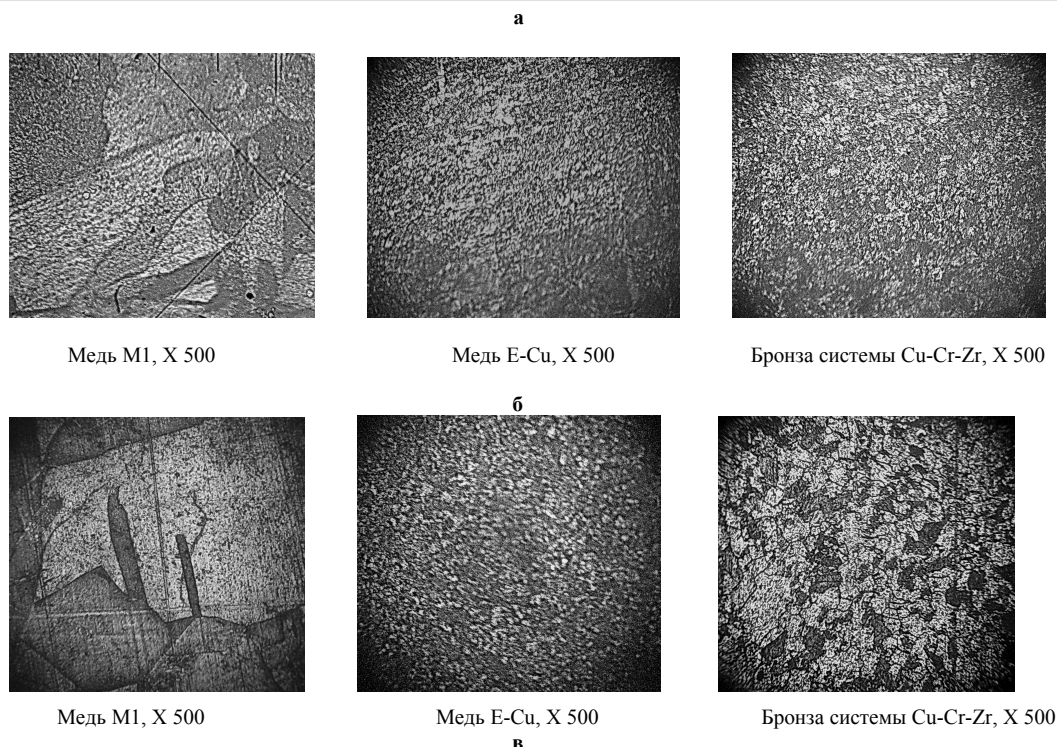 а
Медь М1, Х 500 Медь E-Cu, Х 500 Бронза системы Cu-Cr-Zr, Х 500
б
Медь М1, Х 500 Медь E-Cu, Х 500 Бронза системы Cu-Cr-Zr, Х 500
в